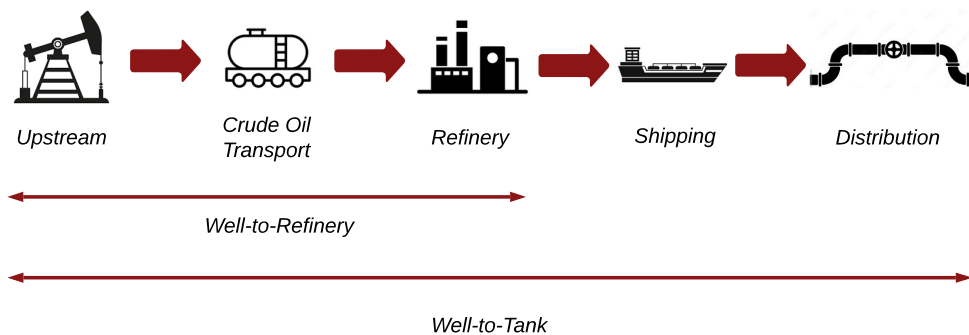 Upstream
Crude Oil
Transport
Refinery
Shipping
Distribution
Well-to-Refinery
Well-to-Tank